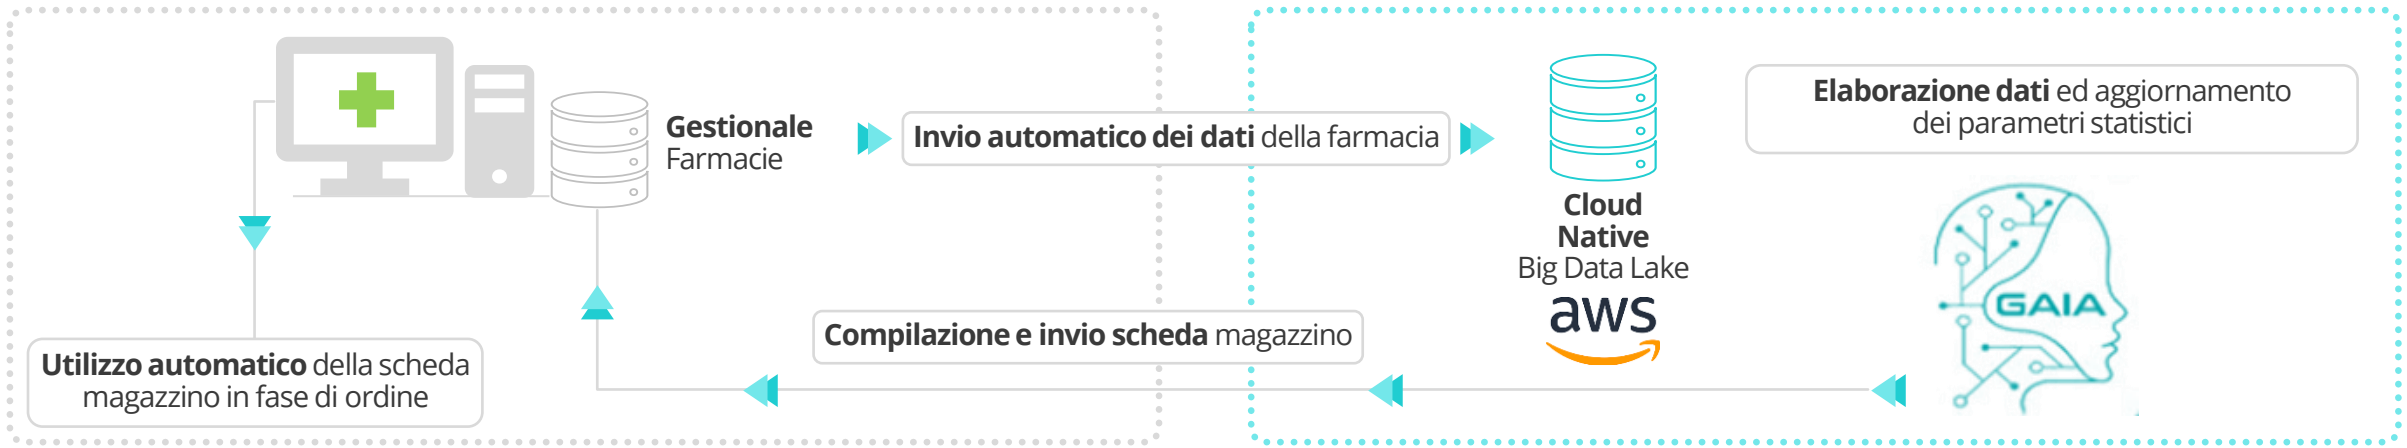 Gestionale
Farmacie
Invio automatico dei dati della farmacia
Cloud
Native
Big Data Lake
aws
Elaborazione dati ed aggiornamento
dei parametri statistici
GAIA
Compilazione e invio scheda magazzino
Utilizzo automatico della scheda
magazzino in fase di ordine